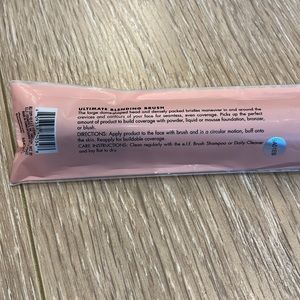 ULTIMATE BLENDING BRUSH
The large dome-shaped head and densely packed bristles maneuver in and around the
crevices and contours of your face for seamless, even coverage. Picks up the perfect
amount of product to build coverage with powder, liquid or mousse foundation, bronzer,
or blush.
DIRECTIONS: Apply product to the face with brush and in a circular motion, buff onto
the skin. Reapply for buildable coverage.
CARE INSTRUCTIONS: Clean regularly with the e.l.f. Brush Shampoo or Daily Cleaner
and lay flat to dry.